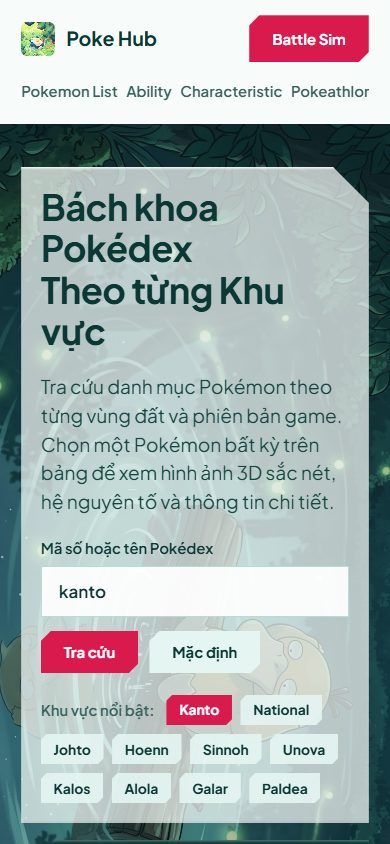 Poke Hub
Battle Sim
Pokemon List Ability Characteristic Pokeathlon
Bách khoa
Pokédex
Theo từng Khu
vực
Tra cứu danh mục Pokémon theo
từng vùng đất và phiên bản game.
Chọn một Pokémon bất kỳ trên
bảng để xem hình ảnh 3D sắc nét,
hệ nguyên tố và thông tin chi tiết.
Mã số hoặc tên Pokédex
kanto
Tra cứu Mặc định
Khu vực nổi bật: Kanto National
Johto Hoenn Sinnoh Unova
Kalos Alola Galar Paldea